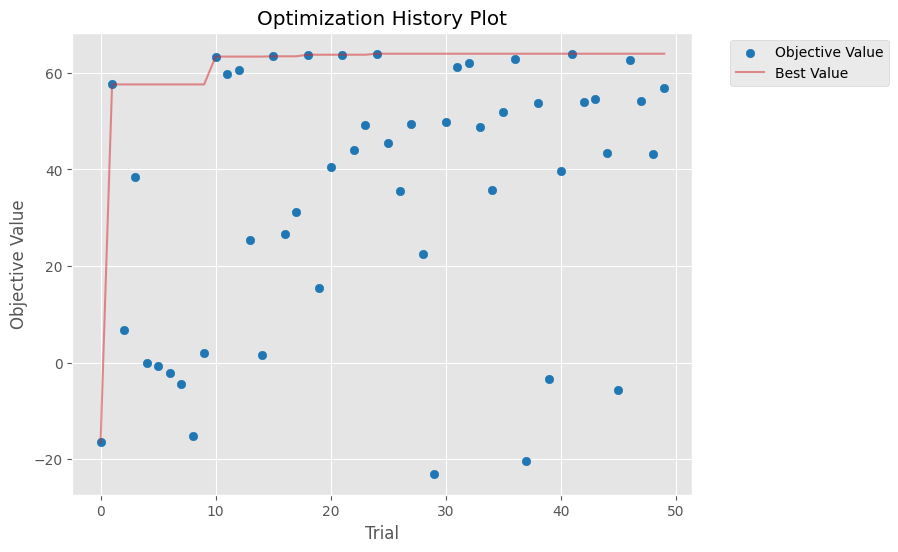 Optimization History Plot
Objective Value
Best Value
Objective Value
60
40
20
0
−20
0 10 20 30 40 50
Trial